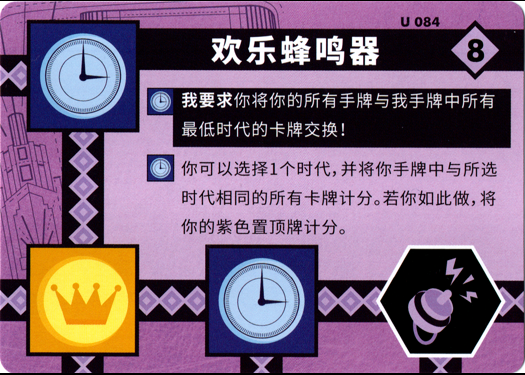 U 084
欢乐蜂鸣器
8
我要求你将你的所有手牌与我手牌中所有
最低时代的卡牌交换！
你可以选择1个时代，并将你手牌中与所选
时代相同的所有卡牌计分。若你如此做，将
你的紫色置顶牌计分。